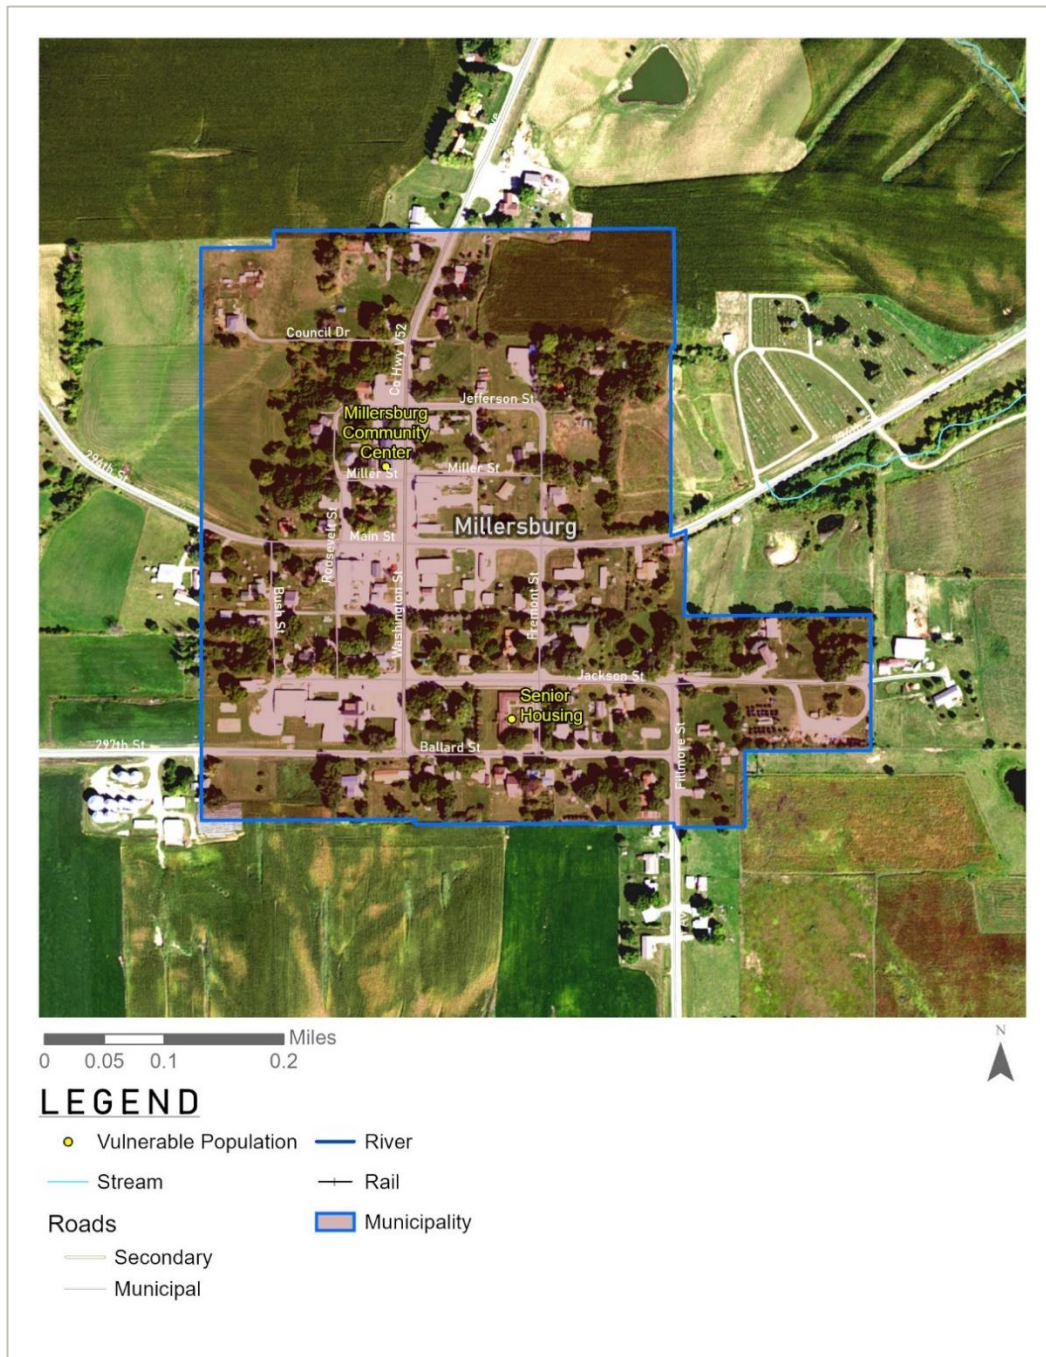 Council Dr
Co Hwy V52
Jefferson St
Millersburg
Community
Center
Miller St
Miller St
296th St
Millersburg
Main St
Roosevelt St
Bush St
Washington St
Fremont St
Jackson St
Senior
Housing
297th St
Ballard St
Fillmore St
Miles
0 0.05 0.1 0.2
N
LEGEND
Vulnerable Population
River
Stream
Rail
Roads
Municipality
Secondary
Municipal